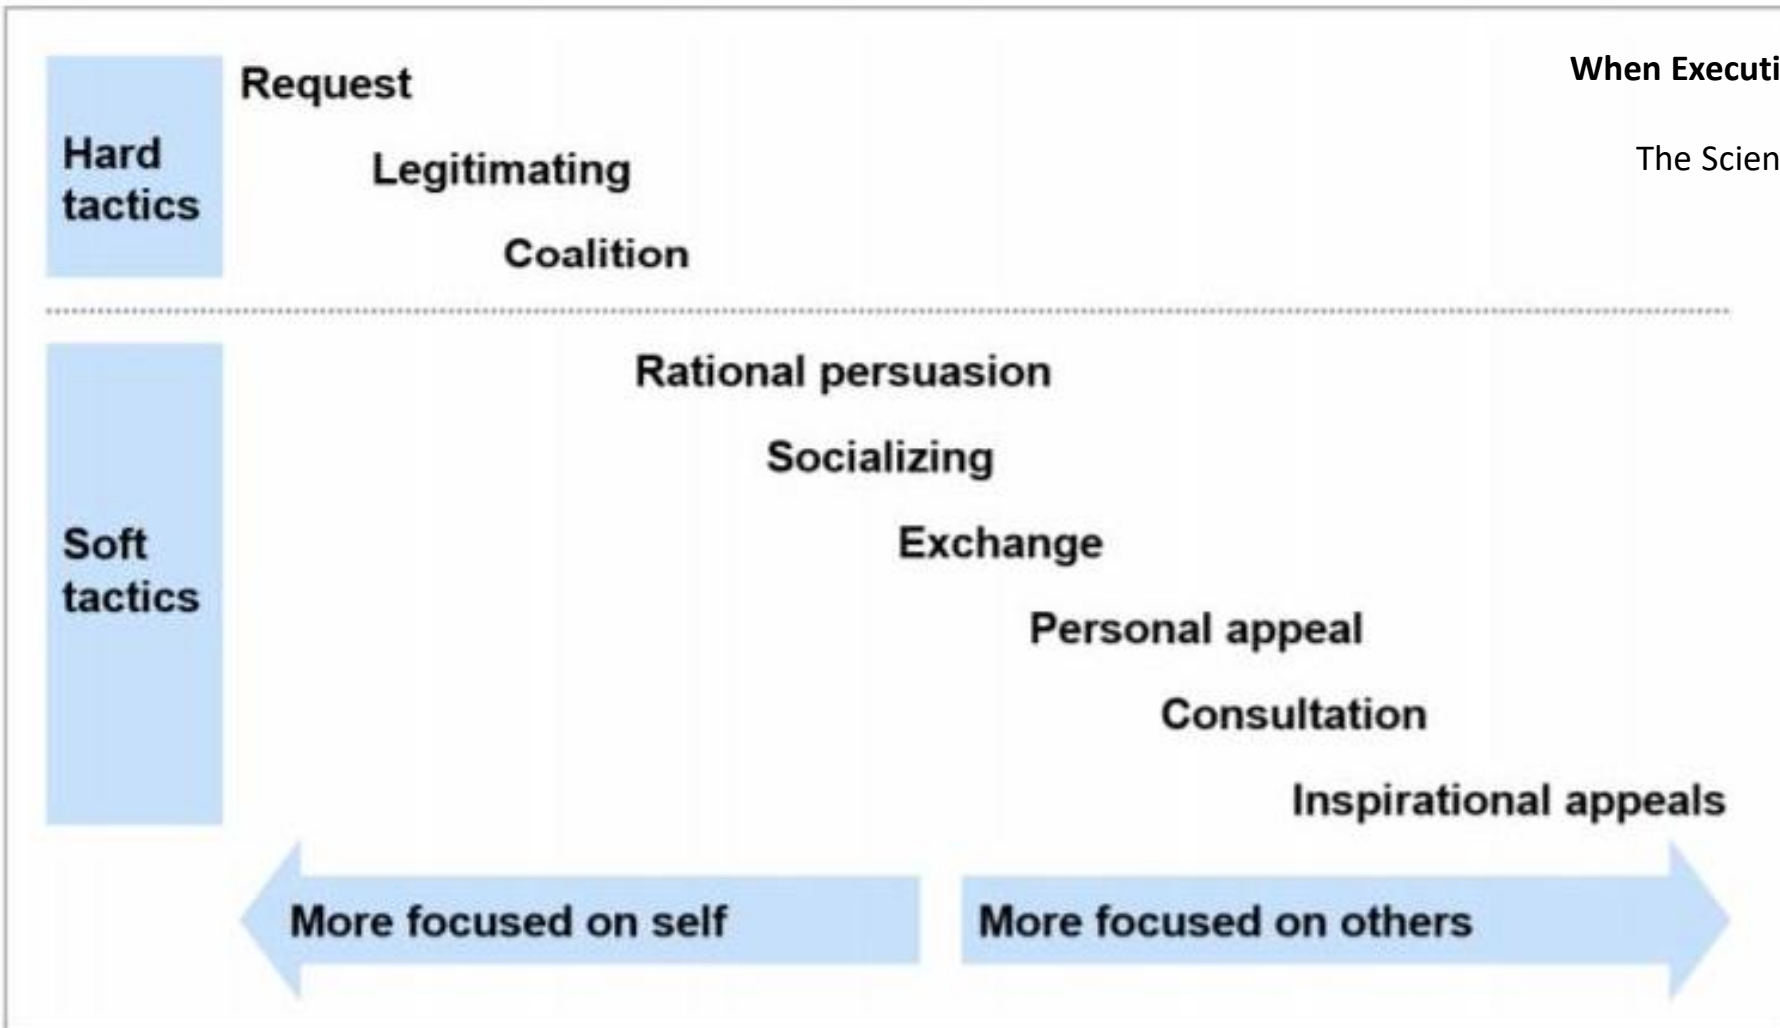 Request
When Executi
Hard
tactics
Legitimating
The Scien
Coalition
Rational persuasion
Socializing
Soft
tactics
Exchange
Personal appeal
Consultation
Inspirational appeals
More focused on self
More focused on others